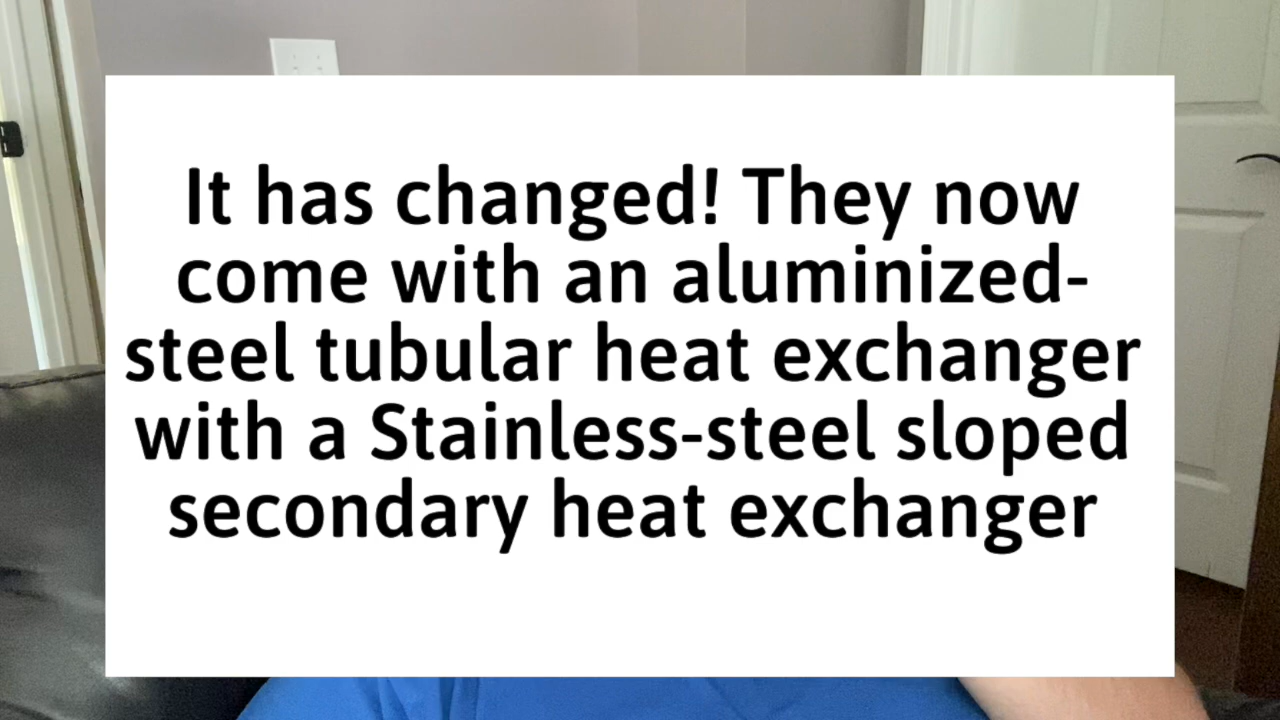 It has changed! They now
come with an aluminized-
steel tubular heat exchanger
with a Stainless-steel sloped
secondary heat exchanger